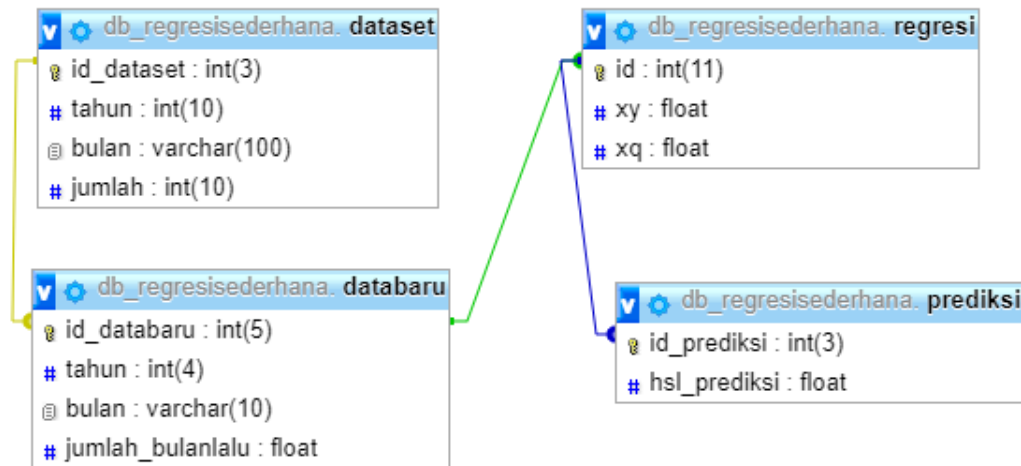 db_regresisederhana. dataset
id_dataset : int(3)
# tahun : int(10)
bulan : varchar(100)
# jumlah : int(10)
db_regresisederhana. regresi
id : int(11)
# xy : float
# xq : float
db_regresisederhana. databaru
id_databaru : int(5)
# tahun : int(4)
bulan : varchar(10)
# jumlah_bulanlalu : float
db_regresisederhana. prediksi
id_prediksi : int(3)
# hsl_prediksi : float